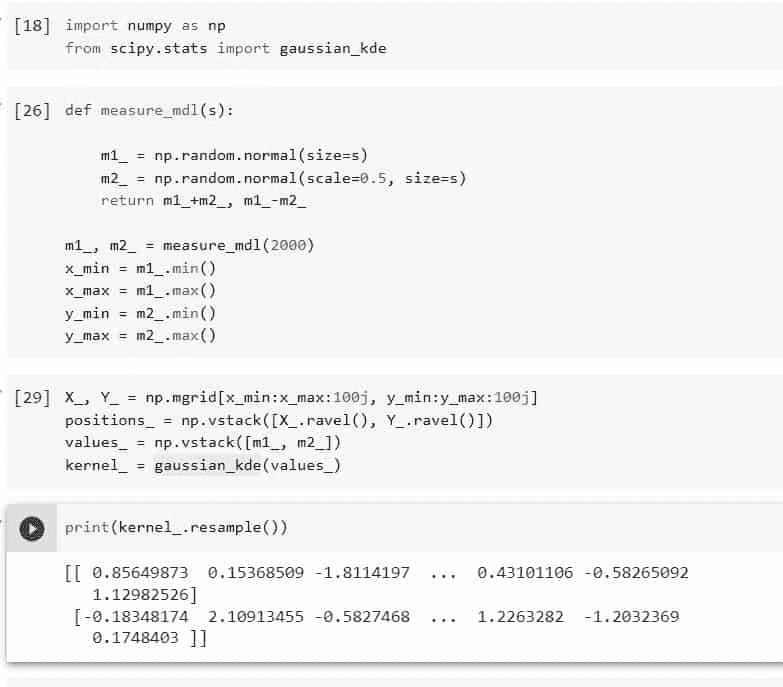 [18] import numpy as np
from scipy.stats import gaussian_kde
[26] def measure_mdl(s):
m1_ = np.random.normal(size=s)
m2_ = np.random.normal(scale=0.5, size=s)
return m1_+m2_, m1_-m2_
m1_, m2_ = measure_mdl(2000)
x_min = m1_.min()
x_max = m1_.max()
y_min = m2_.min()
y_max = m2_.max()
[29] X_, Y_ = np.mgrid[x_min:x_max:100j, y_min:y_max:100j]
positions_ = np.vstack([X_.ravel(), Y_.ravel()])
values_ = np.vstack([m1_, m2_])
kernel_ = gaussian_kde(values_)
print(kernel_.resample())
[[ 0.85649873  0.15368509 -1.8114197  ...  0.43101106 -0.58265092
1.12982526]
[-0.18348174  2.10913455 -0.5827468  ...  1.2263282  -1.2032369
0.1748403 ]]